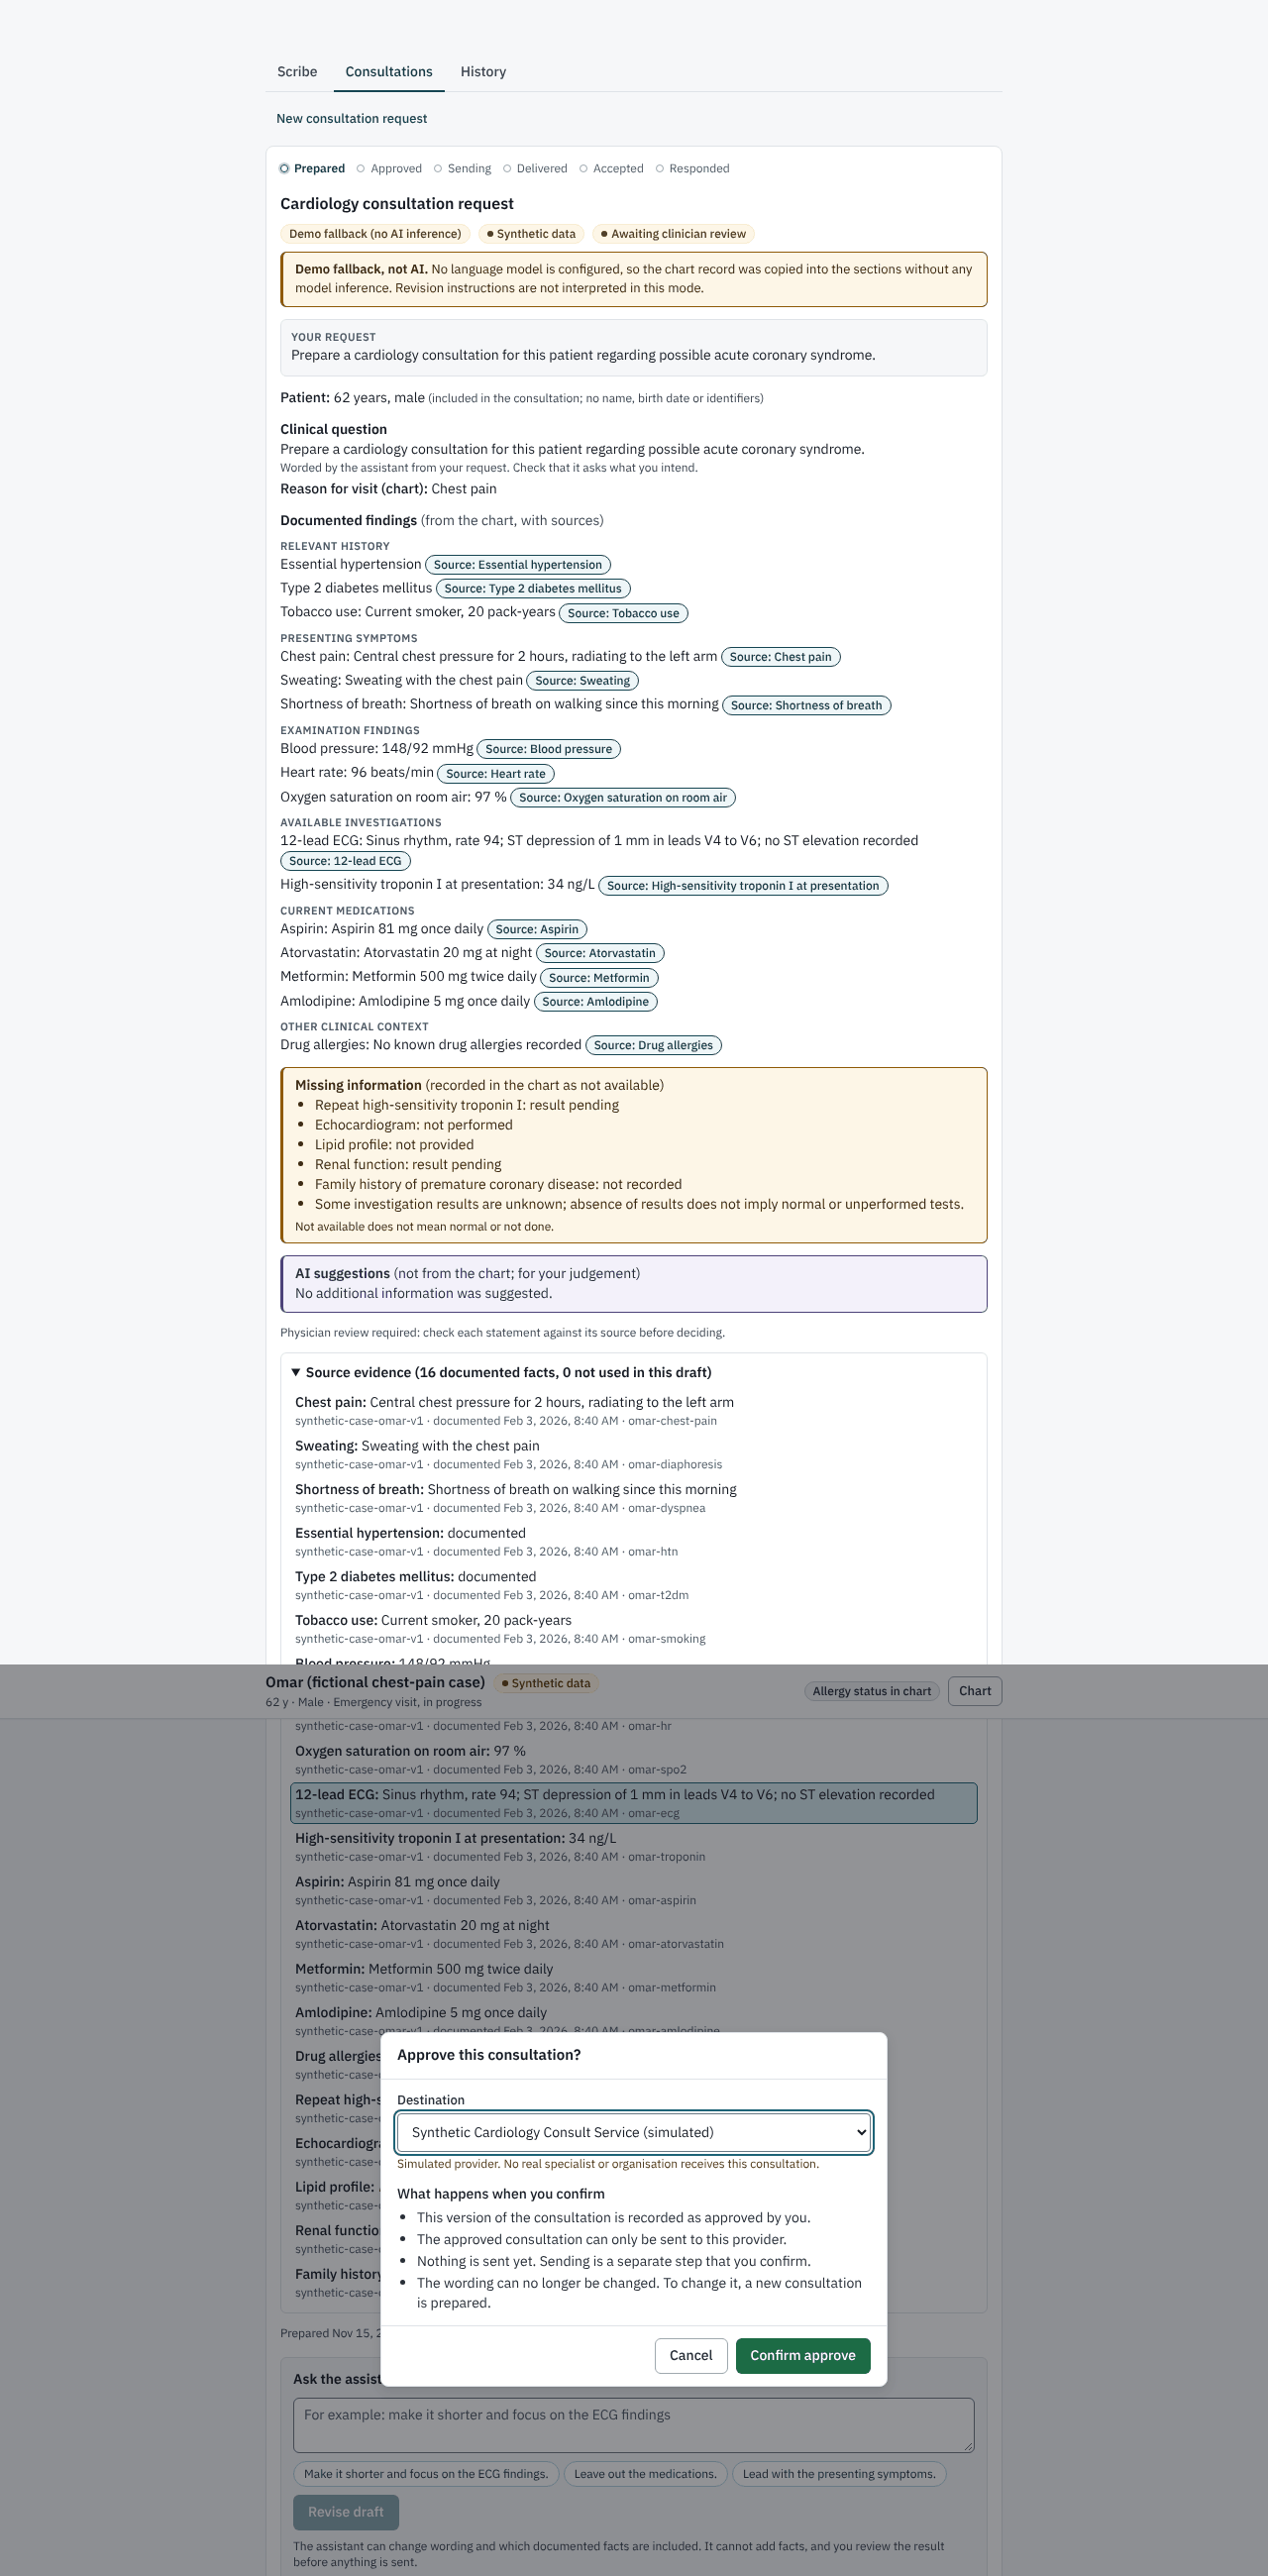 Scribe
Consultations
History
New consultation request
Prepared
Approved
Sending
Delivered
Accepted
Responded
Cardiology consultation request
Demo fallback (no AI inference)
Synthetic data
Awaiting clinician review
Demo fallback, not AI. No language model is configured, so the chart record was copied into the sections without any
model inference. Revision instructions are not interpreted in this mode.
YOUR REQUEST
Prepare a cardiology consultation for this patient regarding possible acute coronary syndrome.
Patient: 62 years, male (included in the consultation; no name, birth date or identifiers)
Clinical question
Prepare a cardiology consultation for this patient regarding possible acute coronary syndrome.
Worded by the assistant from your request. Check that it asks what you intend.
Reason for visit (chart): Chest pain
Documented findings (from the chart, with sources)
RELEVANT HISTORY
Essential hypertension Source: Essential hypertension
Type 2 diabetes mellitus Source: Type 2 diabetes mellitus
Tobacco use: Current smoker, 20 pack-years Source: Tobacco use
PRESENTING SYMPTOMS
Chest pain: Central chest pressure for 2 hours, radiating to the left arm Source: Chest pain
Sweating: Sweating with the chest pain Source: Sweating
Shortness of breath: Shortness of breath on walking since this morning Source: Shortness of breath
EXAMINATION FINDINGS
Blood pressure: 148/92 mmHg Source: Blood pressure
Heart rate: 96 beats/min Source: Heart rate
Oxygen saturation on room air: 97 % Source: Oxygen saturation on room air
AVAILABLE INVESTIGATIONS
12-lead ECG: Sinus rhythm, rate 94; ST depression of 1 mm in leads V4 to V6; no ST elevation recorded
Source: 12-lead ECG
High-sensitivity troponin I at presentation: 34 ng/L Source: High-sensitivity troponin I at presentation
CURRENT MEDICATIONS
Aspirin: Aspirin 81 mg once daily Source: Aspirin
Atorvastatin: Atorvastatin 20 mg at night Source: Atorvastatin
Metformin: Metformin 500 mg twice daily Source: Metformin
Amlodipine: Amlodipine 5 mg once daily Source: Amlodipine
OTHER CLINICAL CONTEXT
Drug allergies: No known drug allergies recorded Source: Drug allergies
Missing information (recorded in the chart as not available)
Repeat high-sensitivity troponin I: result pending
Echocardiogram: not performed
Lipid profile: not provided
Renal function: result pending
Family history of premature coronary disease: not recorded
Some investigation results are unknown; absence of results does not imply normal or unperformed tests.
Not available does not mean normal or not done.
AI suggestions (not from the chart; for your judgement)
No additional information was suggested.
Physician review required: check each statement against its source before deciding.
Source evidence (16 documented facts, 0 not used in this draft)
Chest pain: Central chest pressure for 2 hours, radiating to the left arm
synthetic-case-omar-v1 · documented Feb 3, 2026, 8:40 AM · omar-chest-pain
Sweating: Sweating with the chest pain
synthetic-case-omar-v1 · documented Feb 3, 2026, 8:40 AM · omar-diaphoresis
Shortness of breath: Shortness of breath on walking since this morning
synthetic-case-omar-v1 · documented Feb 3, 2026, 8:40 AM · omar-dyspnea
Essential hypertension: documented
synthetic-case-omar-v1 · documented Feb 3, 2026, 8:40 AM · omar-htn
Type 2 diabetes mellitus: documented
synthetic-case-omar-v1 · documented Feb 3, 2026, 8:40 AM · omar-t2dm
Tobacco use: Current smoker, 20 pack-years
synthetic-case-omar-v1 · documented Feb 3, 2026, 8:40 AM · omar-smoking
Blood pressure: 148/92 mmHg
Omar (fictional chest-pain case)
Synthetic data
62 y · Male · Emergency visit, in progress
Allergy status in chart
Chart
synthetic-case-omar-v1 · documented Feb 3, 2026, 8:40 AM · omar-hr
Oxygen saturation on room air: 97 %
synthetic-case-omar-v1 · documented Feb 3, 2026, 8:40 AM · omar-spo2
12-lead ECG: Sinus rhythm, rate 94; ST depression of 1 mm in leads V4 to V6; no ST elevation recorded
synthetic-case-omar-v1 · documented Feb 3, 2026, 8:40 AM · omar-ecg
High-sensitivity troponin I at presentation: 34 ng/L
synthetic-case-omar-v1 · documented Feb 3, 2026, 8:40 AM · omar-troponin
Aspirin: Aspirin 81 mg once daily
synthetic-case-omar-v1 · documented Feb 3, 2026, 8:40 AM · omar-aspirin
Atorvastatin: Atorvastatin 20 mg at night
synthetic-case-omar-v1 · documented Feb 3, 2026, 8:40 AM · omar-atorvastatin
Metformin: Metformin 500 mg twice daily
synthetic-case-omar-v1 · documented Feb 3, 2026, 8:40 AM · omar-metformin
Amlodipine: Amlodipine 5 mg once daily
synthetic-case-omar-v1 · documented Feb 3, 2026, 8:40 AM · omar-amlodipine
Drug allergies
synthetic-case-
Repeat high-s
synthetic-case-
Echocardiogr
synthetic-case-
Lipid profile:
synthetic-case-
Renal functio
synthetic-case-
Family history
synthetic-case-
Prepared Nov 15, 2
Approve this consultation?
Destination
Synthetic Cardiology Consult Service (simulated)
Simulated provider. No real specialist or organisation receives this consultation.
What happens when you confirm
This version of the consultation is recorded as approved by you.
The approved consultation can only be sent to this provider.
Nothing is sent yet. Sending is a separate step that you confirm.
The wording can no longer be changed. To change it, a new consultation
is prepared.
Cancel
Confirm approve
Ask the assist
For example: make it shorter and focus on the ECG findings
Make it shorter and focus on the ECG findings.
Leave out the medications.
Lead with the presenting symptoms.
Revise draft
The assistant can change wording and which documented facts are included. It cannot add facts, and you review the result
before anything is sent.